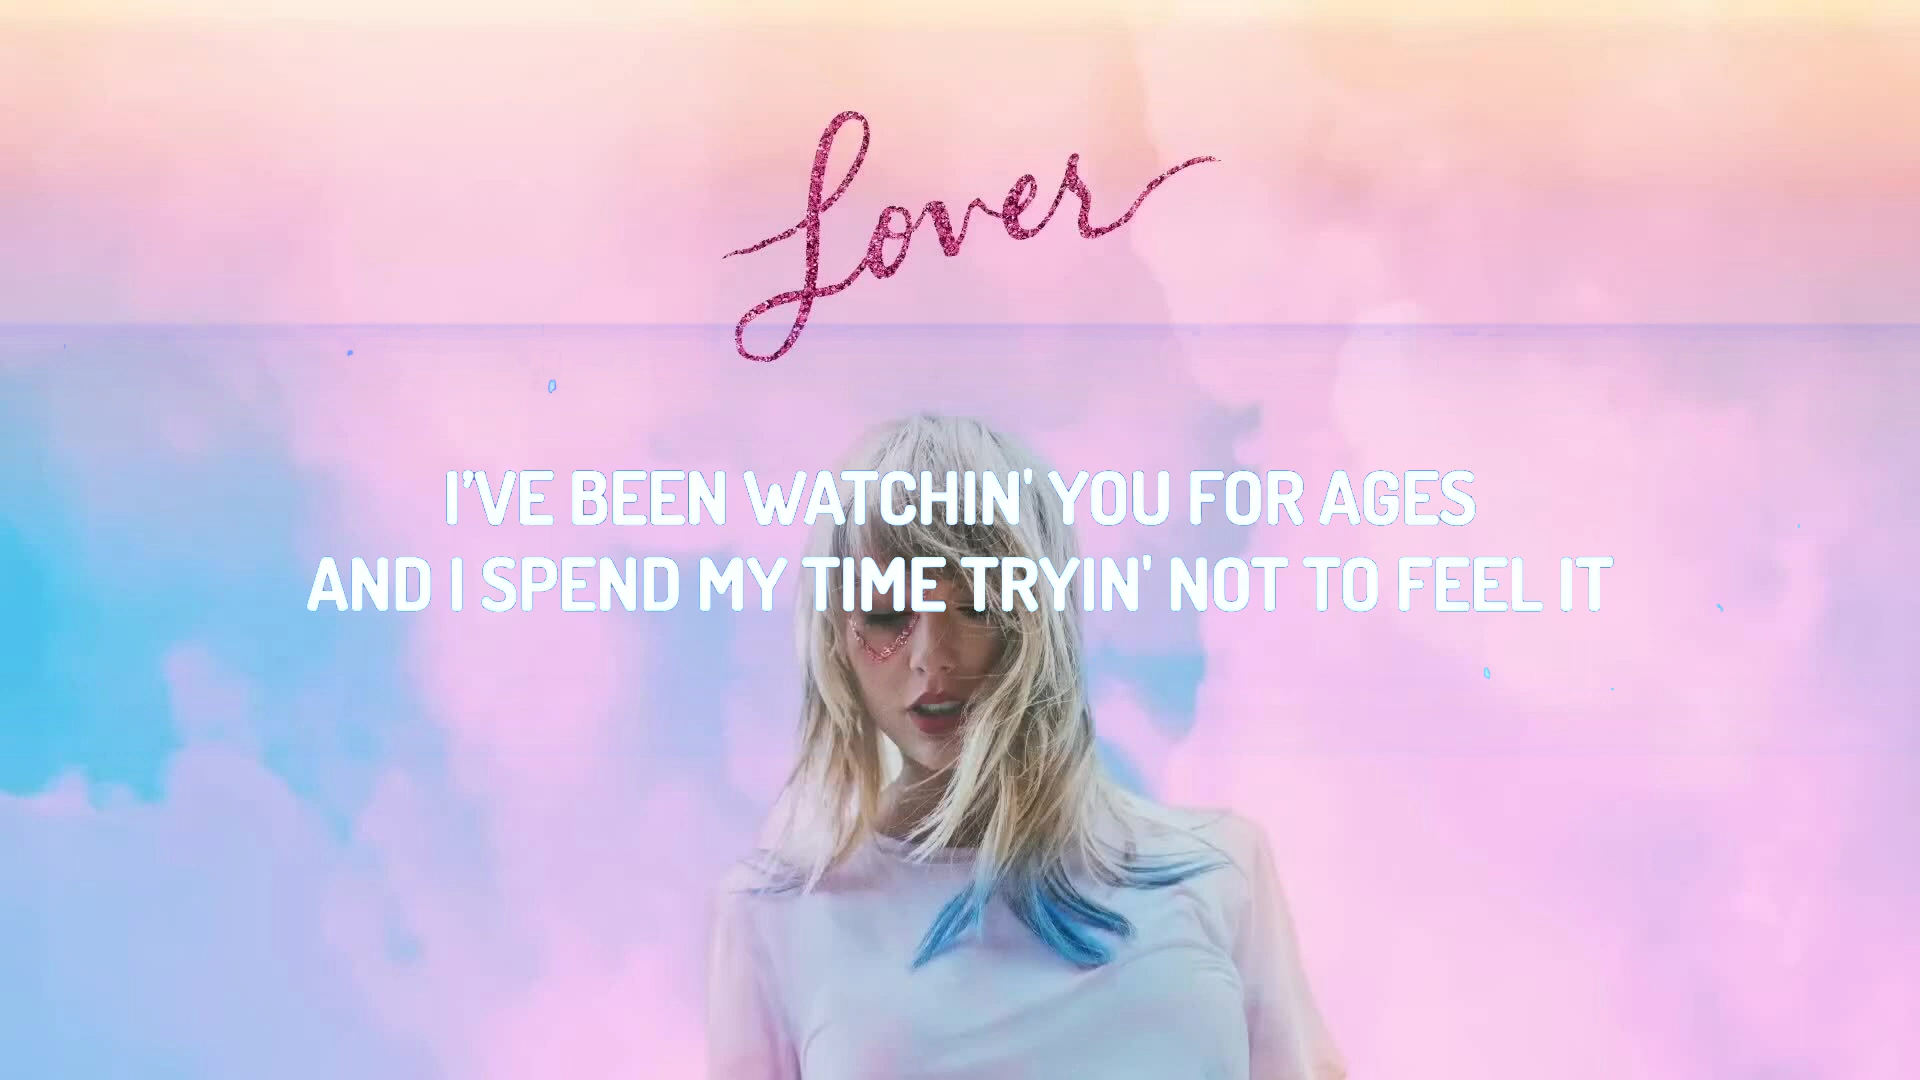 Lover
I’VE BEEN WATCHIN' YOU FOR AGES
AND I SPEND MY TIME TRYIN' NOT TO FEEL IT